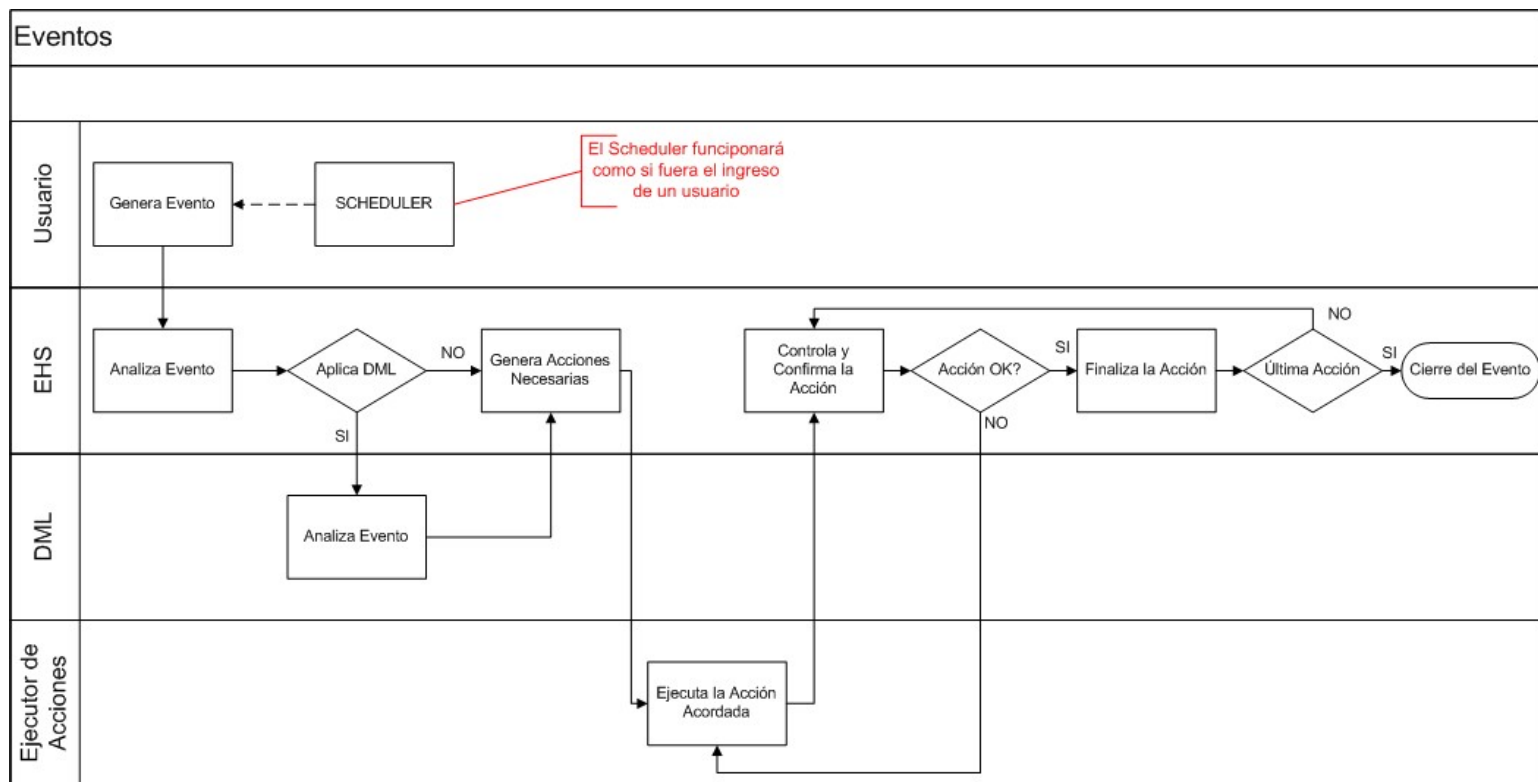 Eventos
Usuario
Genera Evento
SCHEDULER
El Scheduler funciponará
como si fuera el ingreso
de un usuario
EHS
Analiza Evento
Aplica DML
NO
SI
Genera Acciones
Necesarias
Controla y
Confirma la
Acción
Acción OK?
SI
NO
Finaliza la Acción
Última Acción
NO
SI
Cierre del Evento
DML
Analiza Evento
Ejecutor de
Acciones
Ejecuta la Acción
Acordada